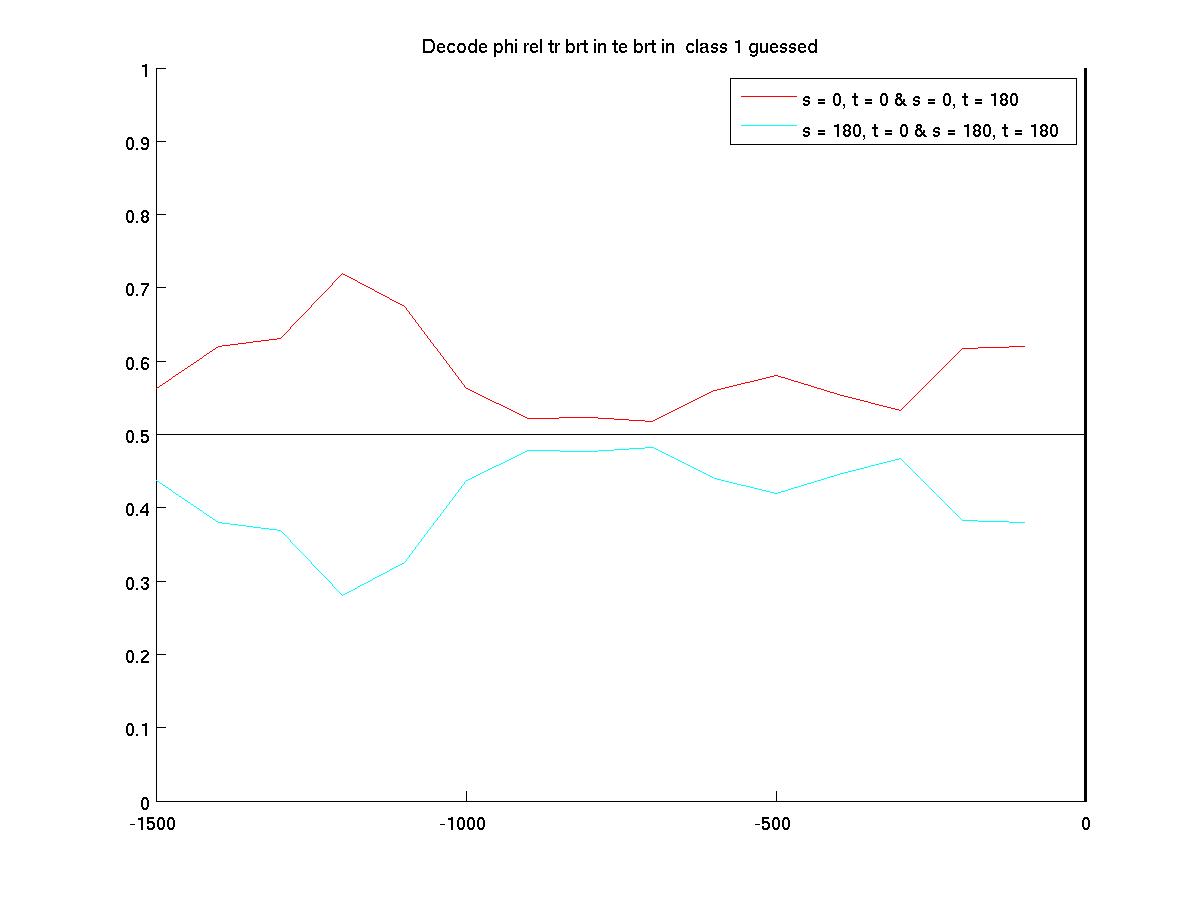 Decode phi rel tr brt in te brt in  class 1 guessed
s = 0, t = 0 & s = 0, t = 180
s = 180, t = 0 & s = 180, t = 180
1
0.9
0.8
0.7
0.6
0.5
0.4
0.3
0.2
0.1
0
-1500 -1000 -500 0